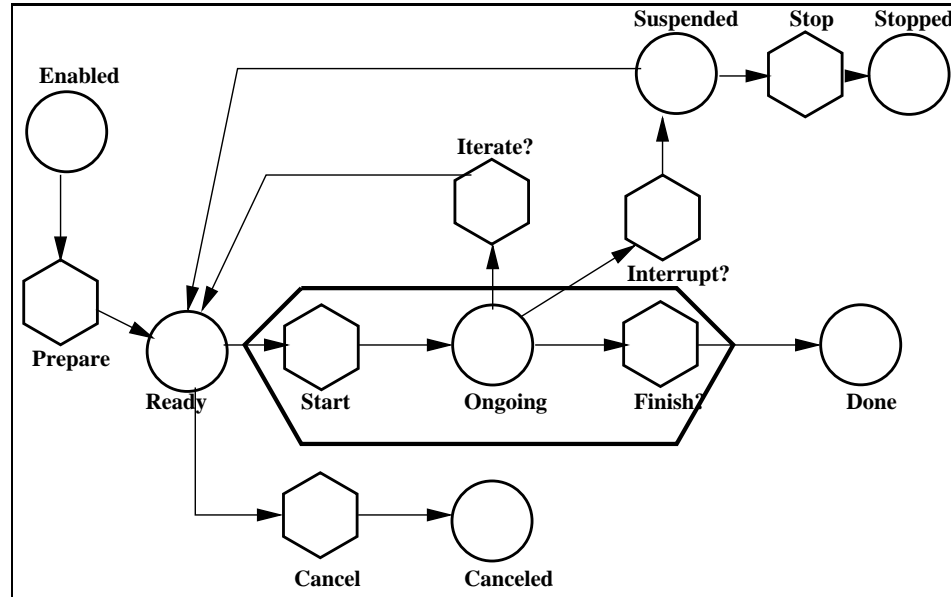 Suspended
Stop
Stopped
Enabled
Iterate?
Interrupt?
Prepare
Ready
Start
Ongoing
Finish?
Done
Cancel
Canceled